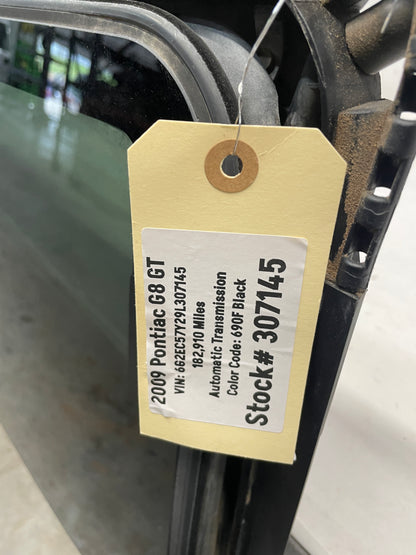 2009 Pontiac G8 GT
VIN: 6G2EC57Y29L307145
182,910 Miles
Automatic Transmission
Color Code: 690F Black
Stock# 307145